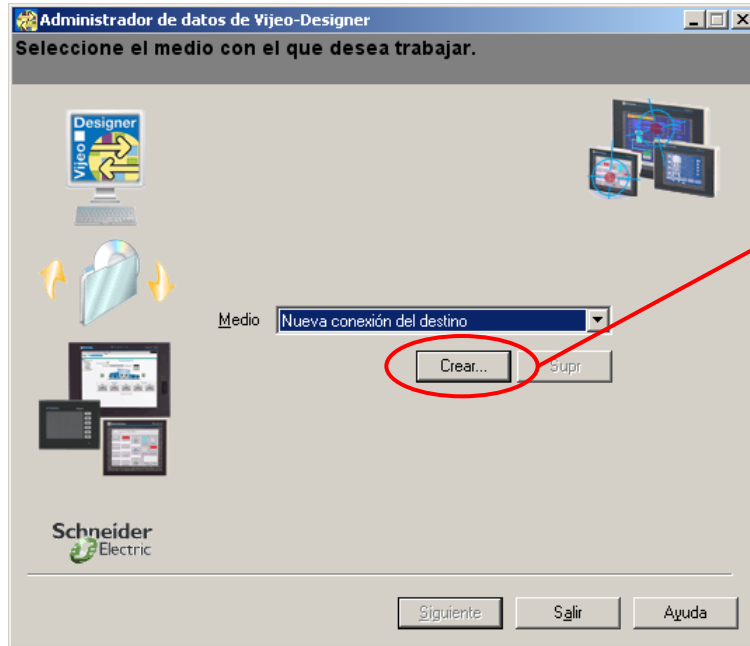 Administrador de datos de Vijeo-Designer
Seleccione el medio con el que desea trabajar.
Designer
Vijeo
Medio Nueva conexión del destino
Crear... Supr
Schneider
Electric
Siguiente Salir Ayuda